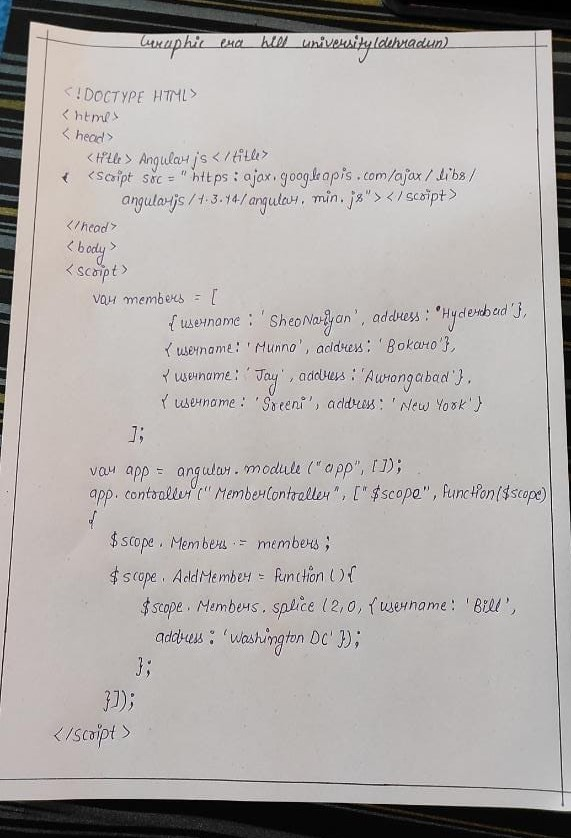 Graphic era hill university(dehradun)
<!DOCTYPE HTML>
<html>
<head>
<title> Angular js </title>
<script src = "https : ajax.googleapis.com/ajax/libs/
angularjs/1.3.14/angular.min.js"></script>
</head>
<body>
<script>
var members = [
{username : 'SheoNariyan', address : 'Hyderabad'},
{username : 'Munna', address : 'Bokaro'},
{username : 'Jay', address : 'Aurongabad'},
{username : 'Sreeni', address : 'New York'}
];
var app = angular.module ("app", []);
app.controller ("MemberController", ["$scope", function($scope)
{
$scope.Members = members ;
$scope.AddMember = function () {
$scope.Members.splice (2,0, {username : 'Bill',
address : 'Washington DC' });
};
}]);
</script>